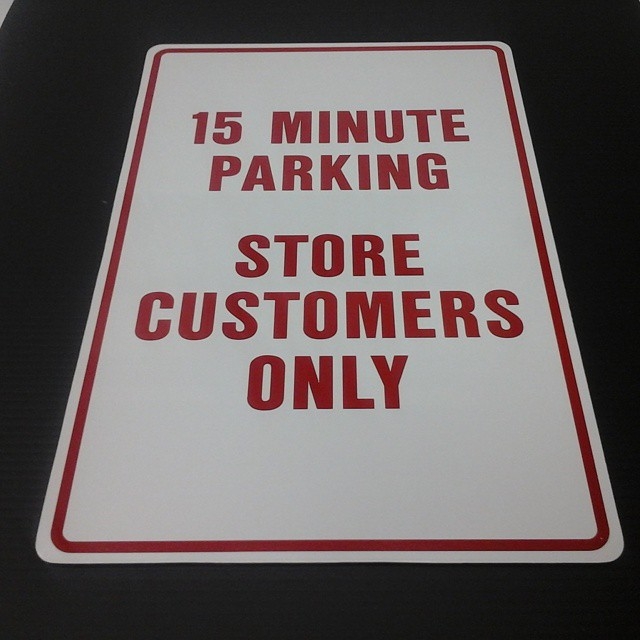 15 MINUTE
PARKING
STORE
CUSTOMERS
ONLY